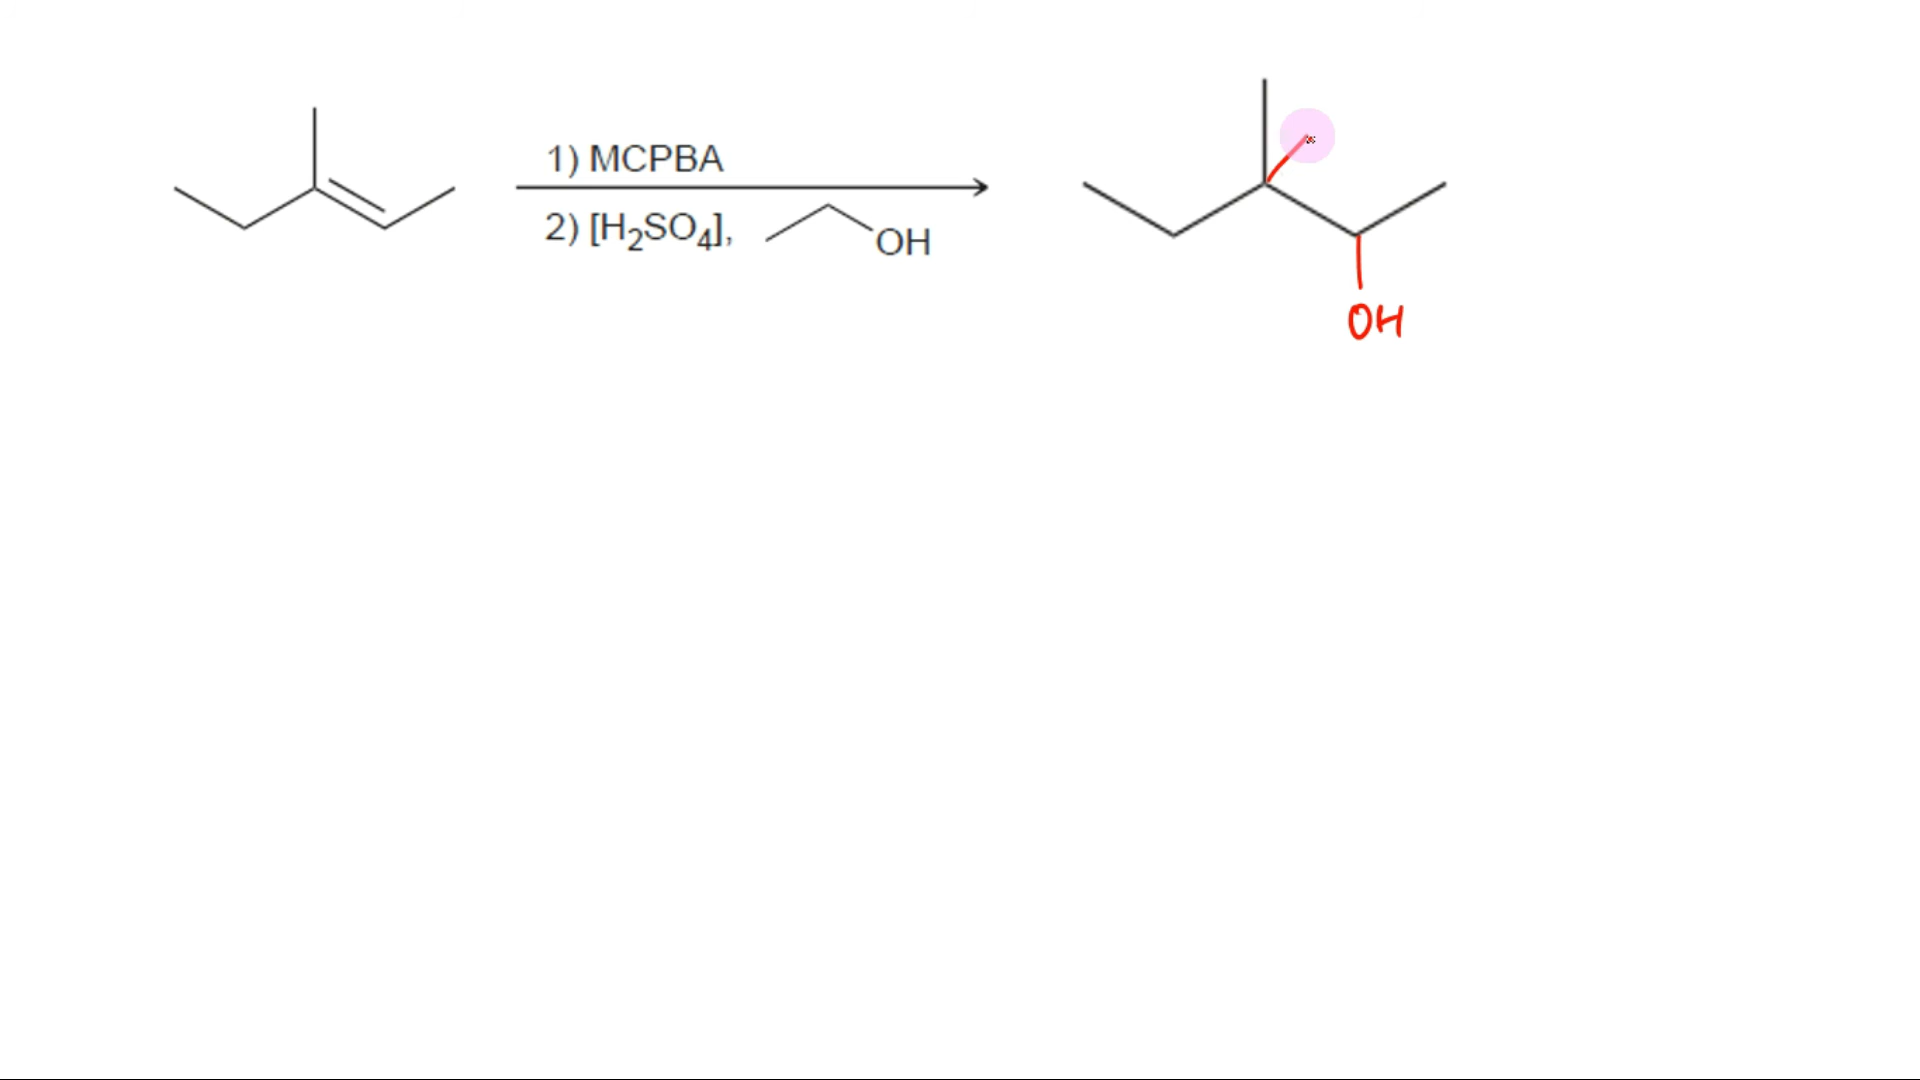 1) MCPBA
2) [H₂SO₄], OH
OH